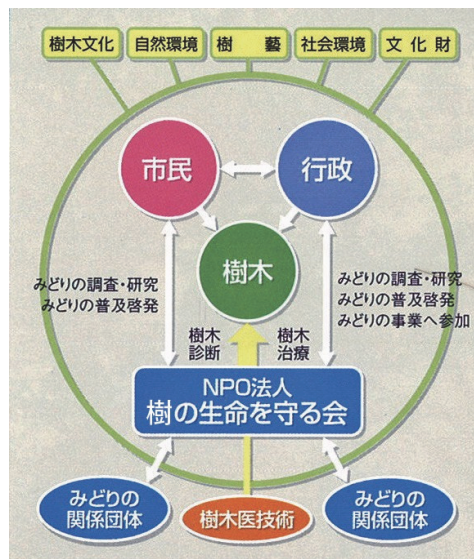 樹木文化
自然環境
樹藝
社会環境
文化財
市民
行政
樹木
みどりの調査・研究
みどりの普及啓発
みどりの調査・研究
みどりの普及啓発
みどりの事業へ参加
樹木
診断
樹木
治療
NPO法人
樹の生命を守る会
みどりの
関係団体
樹木医技術
みどりの
関係団体